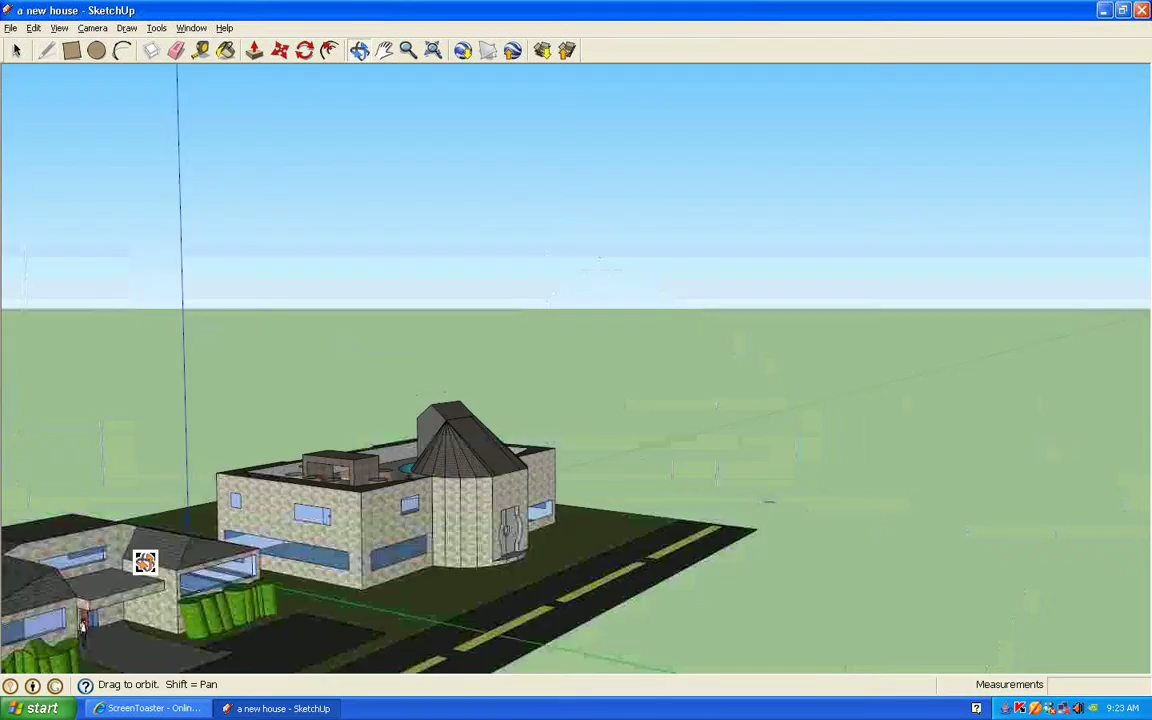 a new house - SketchUp
File Edit View Camera Draw Tools Window Help
Drag to orbit. Shift = Pan
Measurements
start
ScreenToaster - Onlin...
a new house - SketchUp
9:23 AM